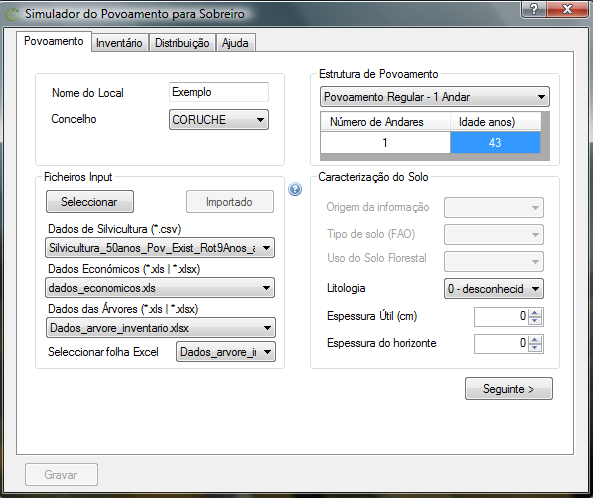 Simulador do Povoamento para Sobreiro
Povoamento Inventário Distribuição Ajuda
Nome do Local Exemplo
Concelho CORUCHE
Estrutura de Povoamento
Povoamento Regular - 1 Andar
Número de Andares Idade anos)
1 43
Ficheiros Input
Seleccionar Importado
Dados de Silvicultura (*.csv)
Silvicultura_50anos_Pov_Exist_Rot9Anos_a
Dados Económicos (*.xls | *.xlsx)
dados_economicos.xls
Dados das Árvores (*.xls | *.xlsx)
Dados_arvore_inventario.xlsx
Seleccionar folha Excel Dados_arvore_i
?
Caracterização do Solo
Origem da informação
Tipo de solo (FAO)
Uso do Solo Florestal
Litologia 0 - desconhecid
Espessura Útil (cm) 0
Espessura do horizonte 0
Seguinte >
Gravar